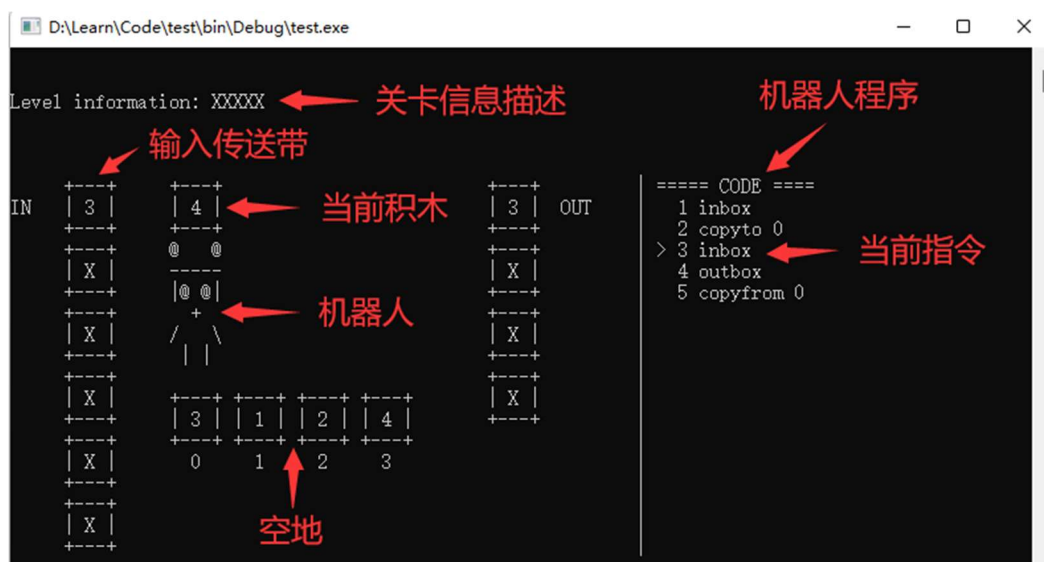 D:\Learn\Code\test\bin\Debug\test.exe
Level information: XXXXX
关卡信息描述
机器人程序
输入传送带
===== CODE ====
IN
3
4
当前积木
3
OUT
1 inbox
2 copyto 0
> 3 inbox
当前指令
4 outbox
5 copyfrom 0
@ @
X
X
|@ @|
+
机器人
X
X
X
X
3
1
2
4
X
0
1
2
3
X
空地